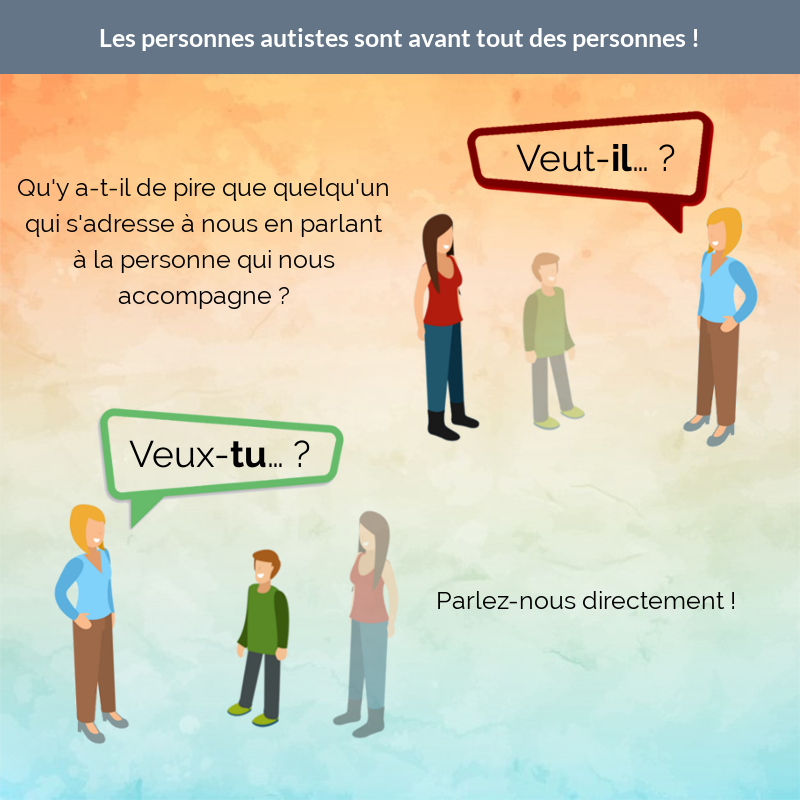 Les personnes autistes sont avant tout des personnes !
Veut-il... ?
Qu'y a-t-il de pire que quelqu'un
qui s'adresse à nous en parlant
à la personne qui nous
accompagne ?
Veux-tu... ?
Parlez-nous directement !